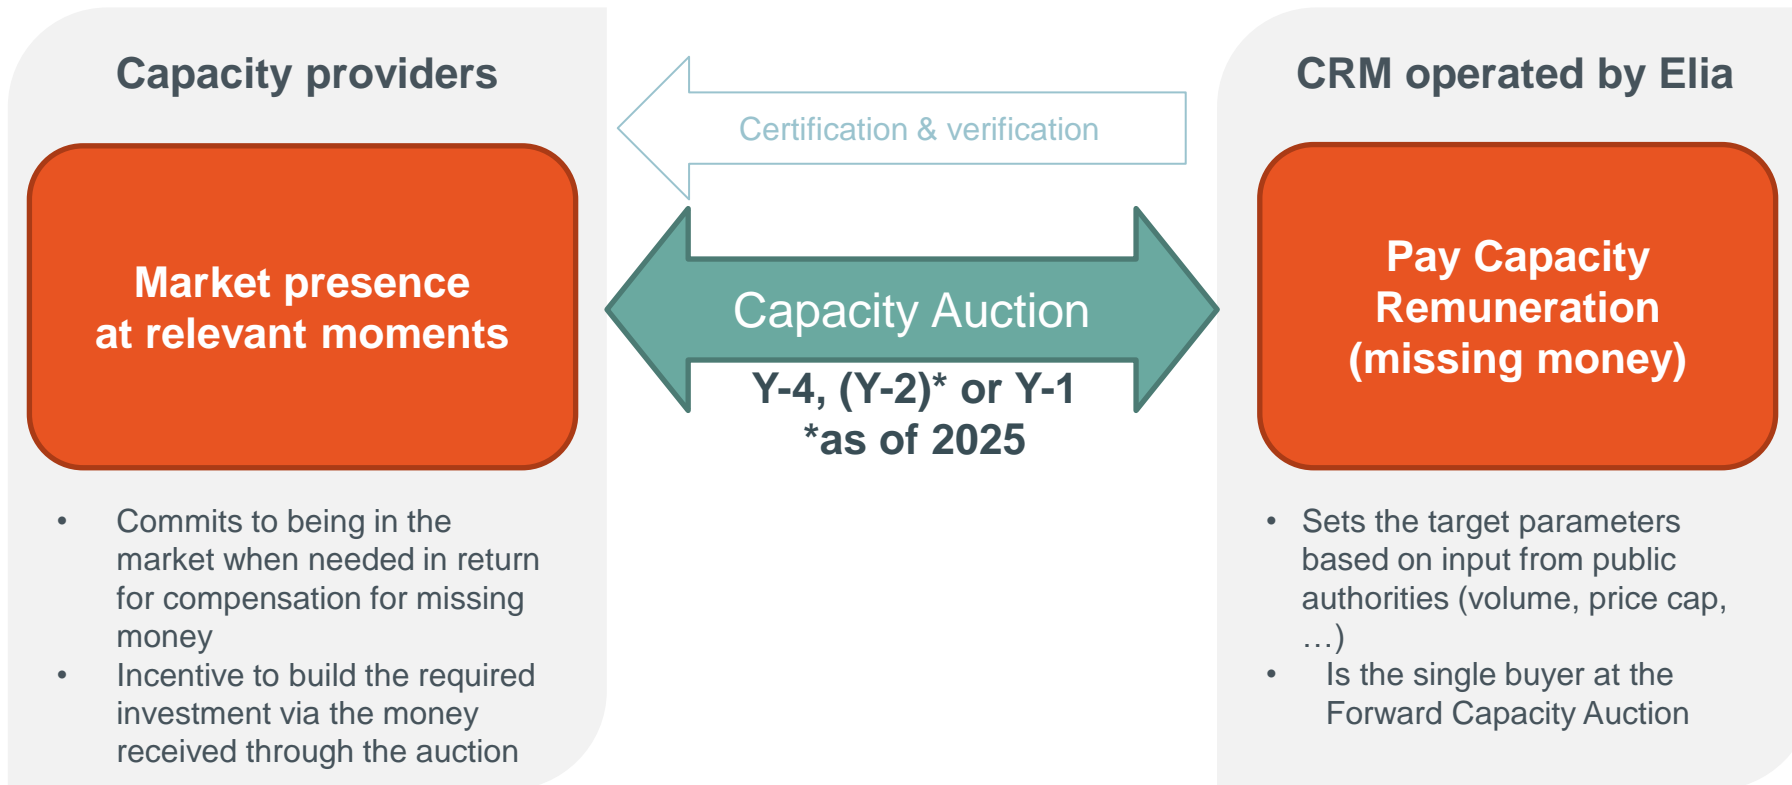 Capacity providers
Market presence
at relevant moments
• Commits to being in the
market when needed in return
for compensation for missing
money
• Incentive to build the required
investment via the money
received through the auction
Certification & verification
Capacity Auction
Y-4, (Y-2)* or Y-1
*as of 2025
CRM operated by Elia
Pay Capacity
Remuneration
(missing money)
• Sets the target parameters
based on input from public
authorities (volume, price cap,
…)
• Is the single buyer at the
Forward Capacity Auction